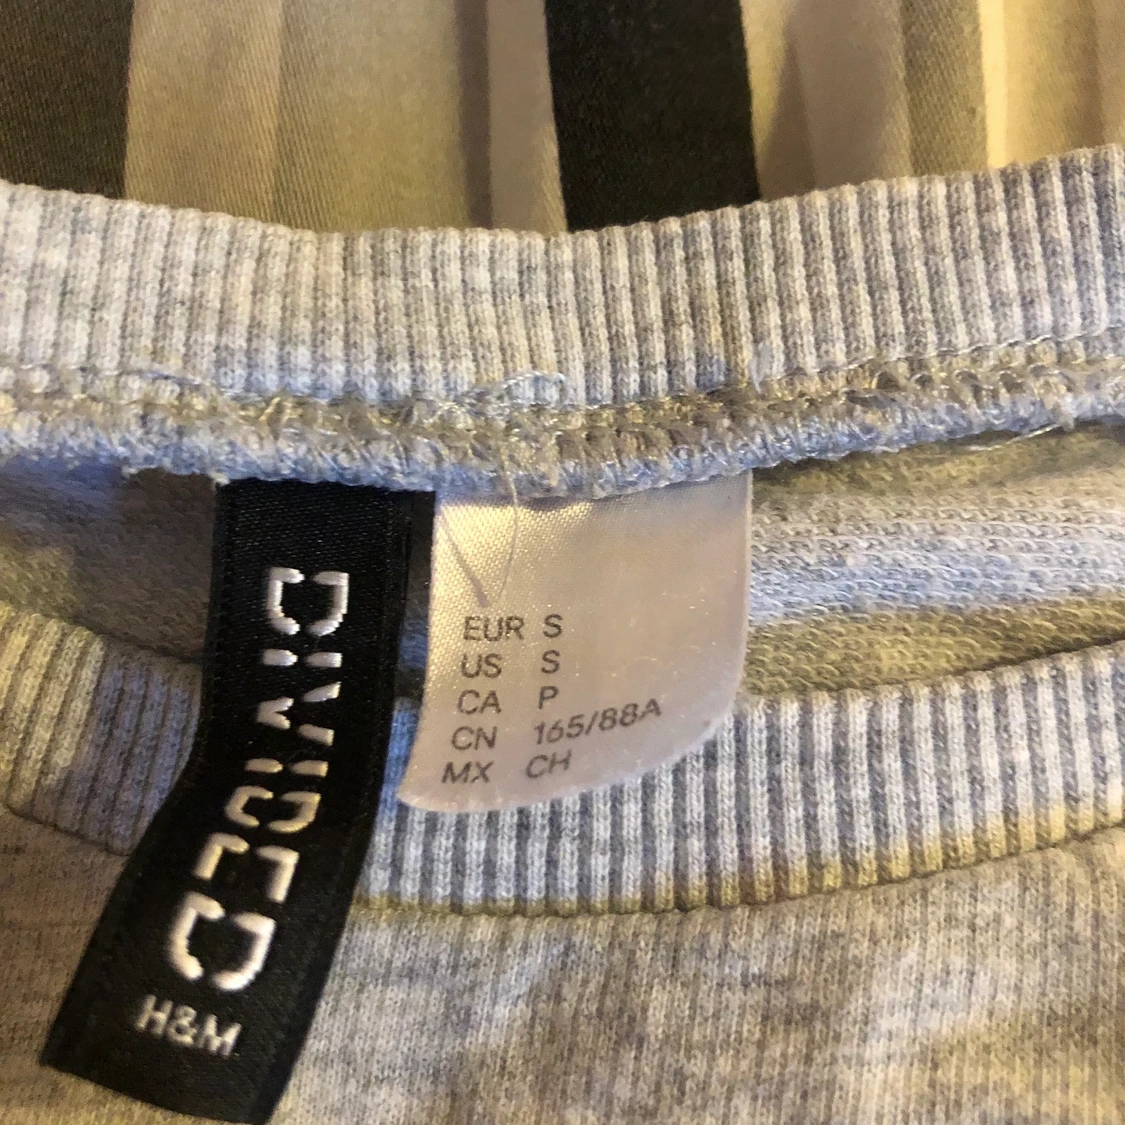 DIVIDED
H&M
EUR S
US S
CA P
CN 165/88A
MX CH